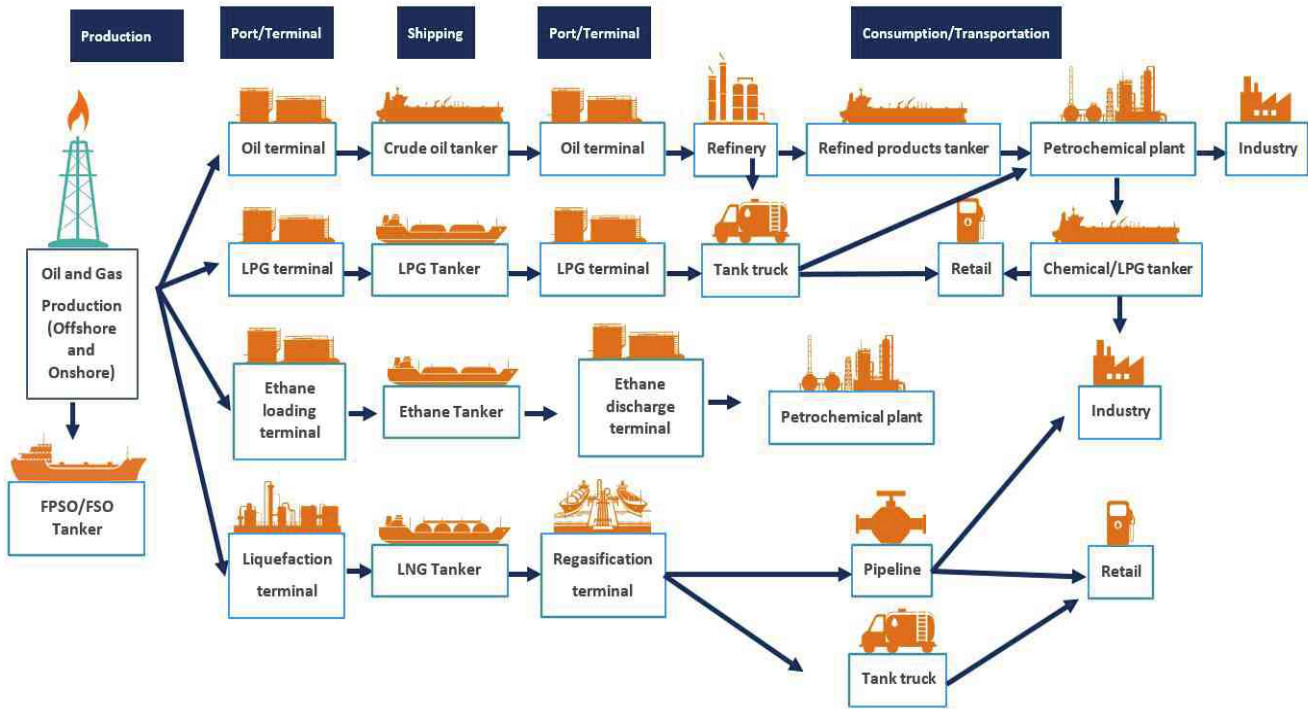 Production
Port/Terminal
Shipping
Port/Terminal
Consumption/Transportation
Oil terminal
Crude oil tanker
Oil terminal
Refinery
Refined products tanker
Petrochemical plant
Industry
Oil and Gas
Production
(Offshore
and
Onshore)
LPG terminal
LPG Tanker
LPG terminal
Tank truck
Retail
Chemical/LPG tanker
Ethane
loading
terminal
Ethane Tanker
Ethane
discharge
terminal
Petrochemical plant
Industry
FPSO/FSO
Tanker
Liquefaction
terminal
LNG Tanker
Regasification
terminal
Pipeline
Retail
Tank truck